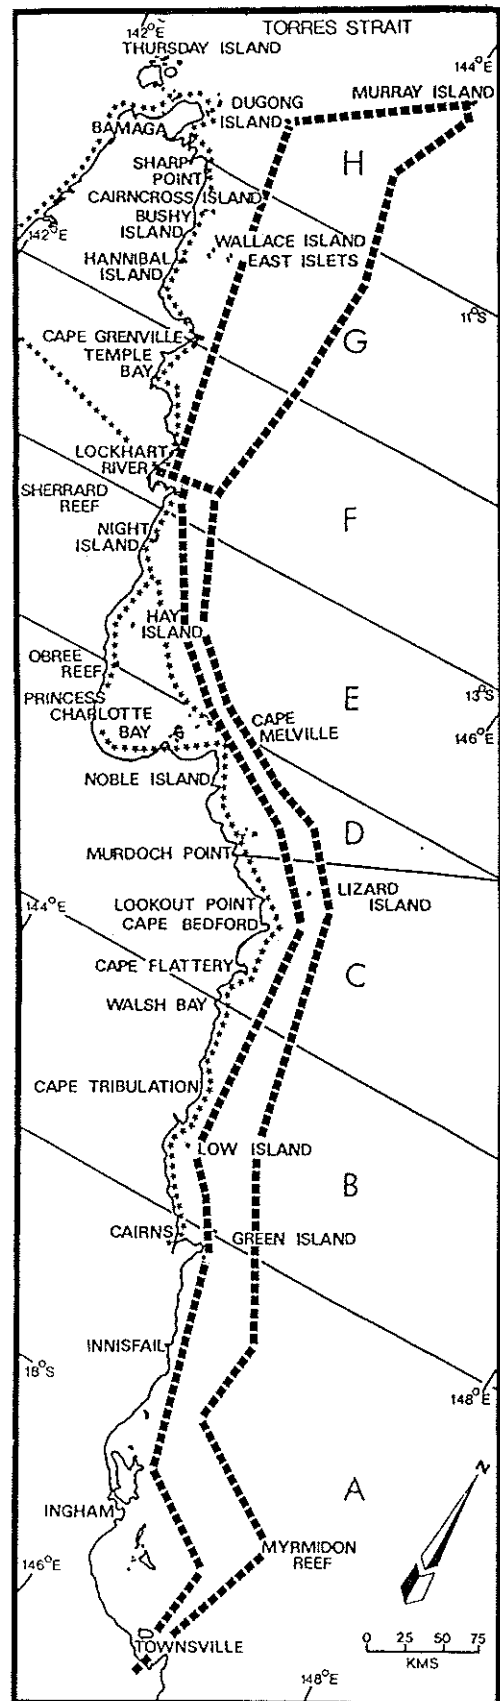 142°E
TORRES STRAIT
THURSDAY ISLAND
144°E
MURRAY ISLAND
DUGONG
ISLAND
BAMAGA
H
SHARP
POINT
CAIRNCROSS ISLAND
BUSHY
ISLAND
142°E
WALLACE ISLAND
EAST ISLETS
HANNIBAL
ISLAND
11°S
CAPE GRENVILLE
G
TEMPLE
BAY
LOCKHART
RIVER
SHERRARD
REEF
F
NIGHT
ISLAND
HAY
ISLAND
OBREE
REEF
E
13°S
PRINCESS
CHARLOTTE
BAY
146°E
CAPE
MELVILLE
NOBLE ISLAND
D
MURDOCH POINT
LIZARD
ISLAND
LOOKOUT POINT
144°E
CAPE BEDFORD
CAPE FLATTERY
C
WALSH BAY
CAPE TRIBULATION
LOW ISLAND
B
CAIRNS
GREEN ISLAND
INNISFAIL
18°S
148°E
A
INGHAM
N
MYRMIDON
REEF
146°E
TOWNSVILLE
0 25 50 75
KMS
148°E